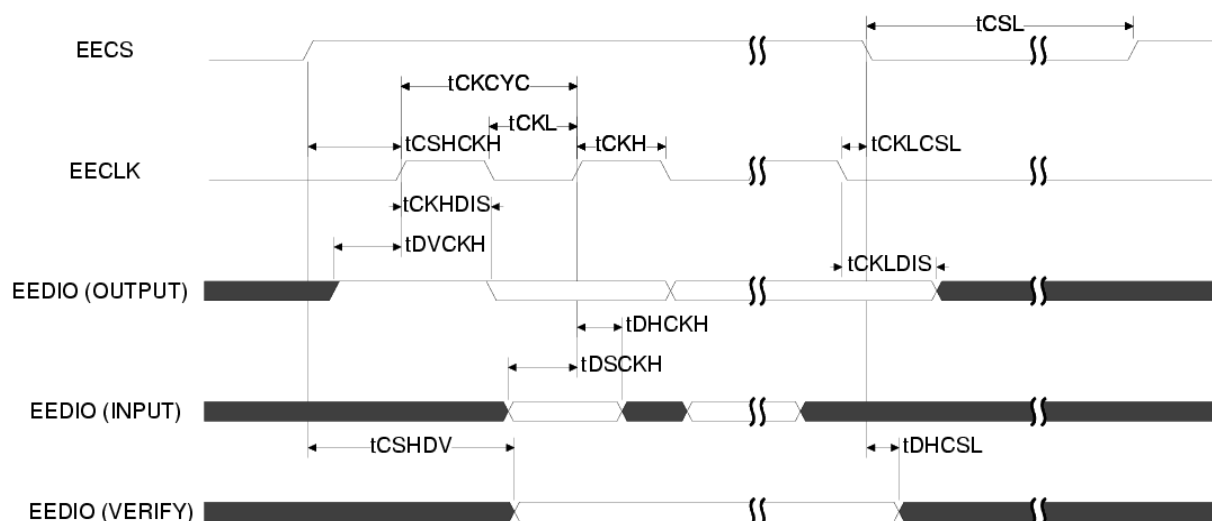 tCSL
EECS
tCKCYC
tCKL
tCSHCKH
tCKH
tCKLCSL
EECLK
tCKHDIS
tDVCKH
tCKLDIS
EEDIO (OUTPUT)
tDHCKH
tDSCKH
EEDIO (INPUT)
tCSHDV
tDHCSL
EEDIO (VERIFY)